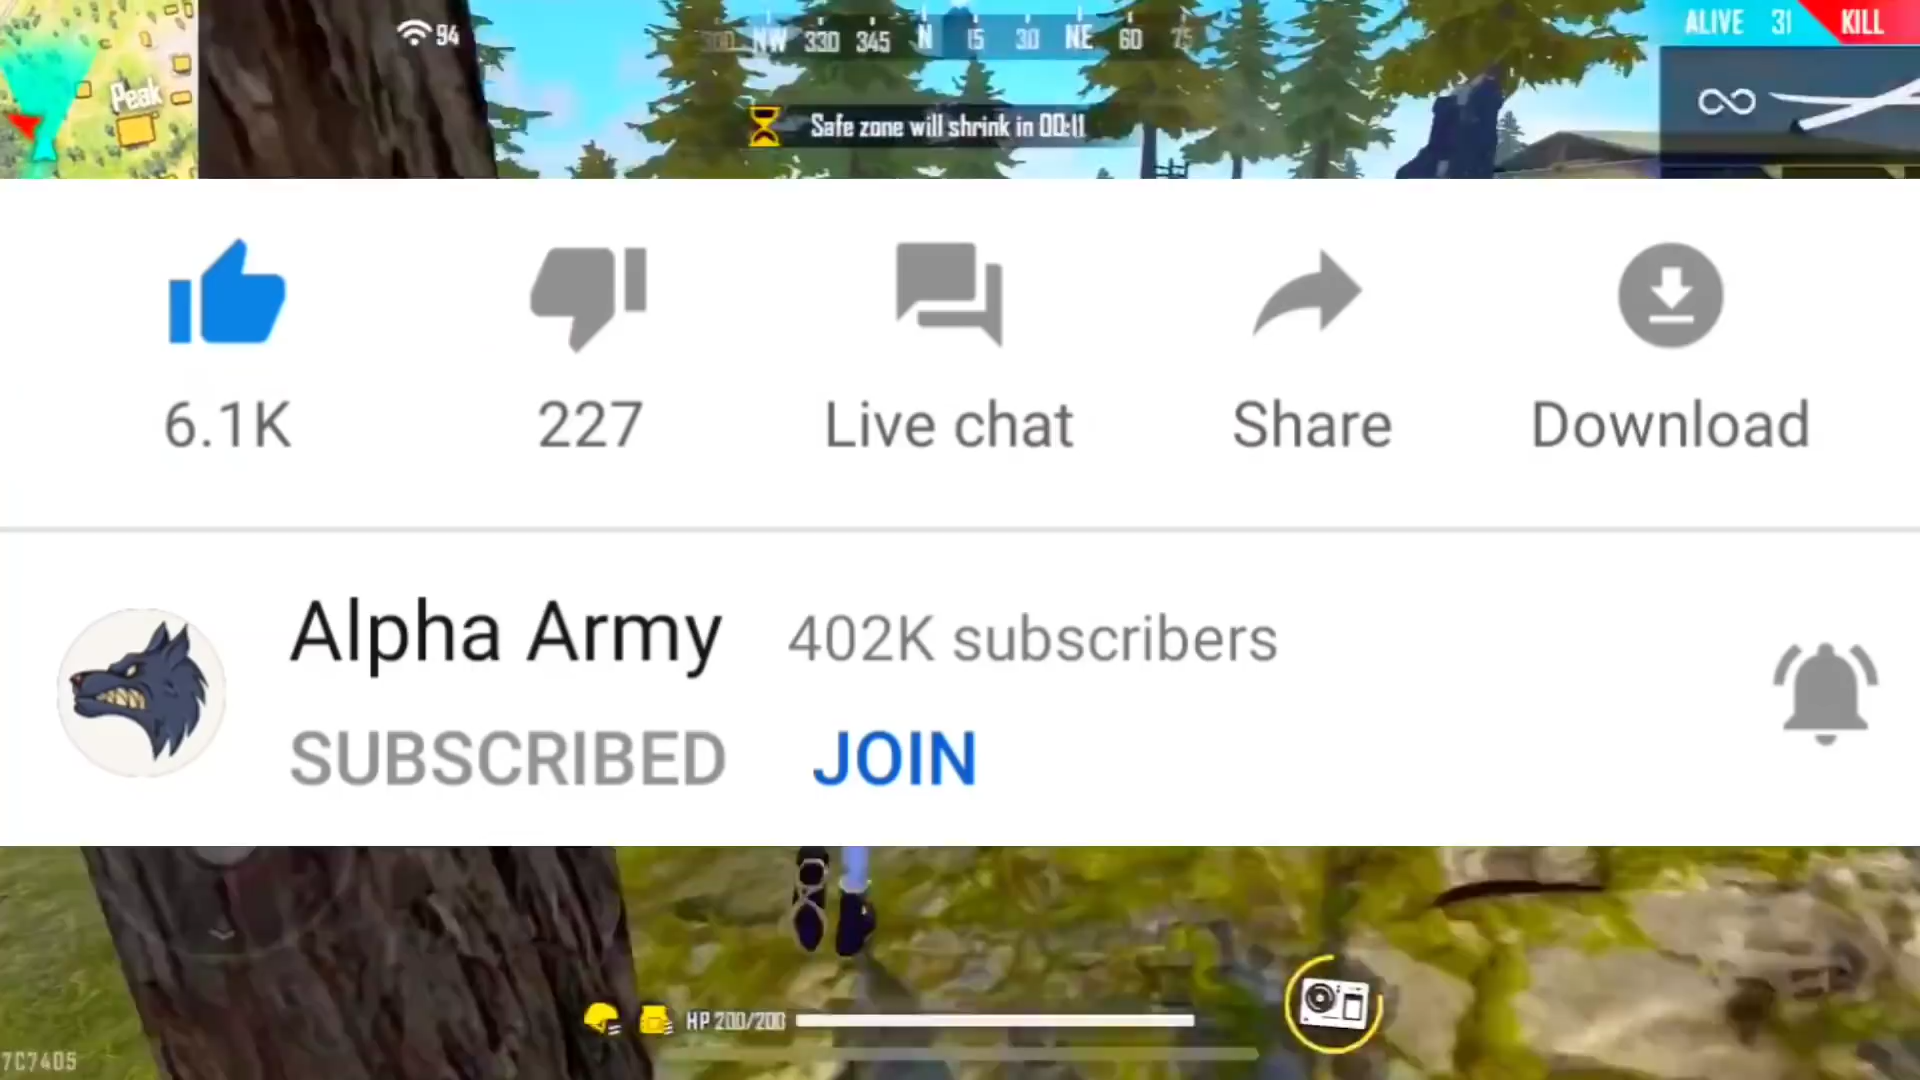 94
300 NW 330 345 N 15 30 NE 60 75
ALIVE 31 KILL
Peak
Safe zone will shrink in 00:11
6.1K 227 Live chat Share Download
Alpha Army 402K subscribers
SUBSCRIBED JOIN
HP 200/200
7C7405